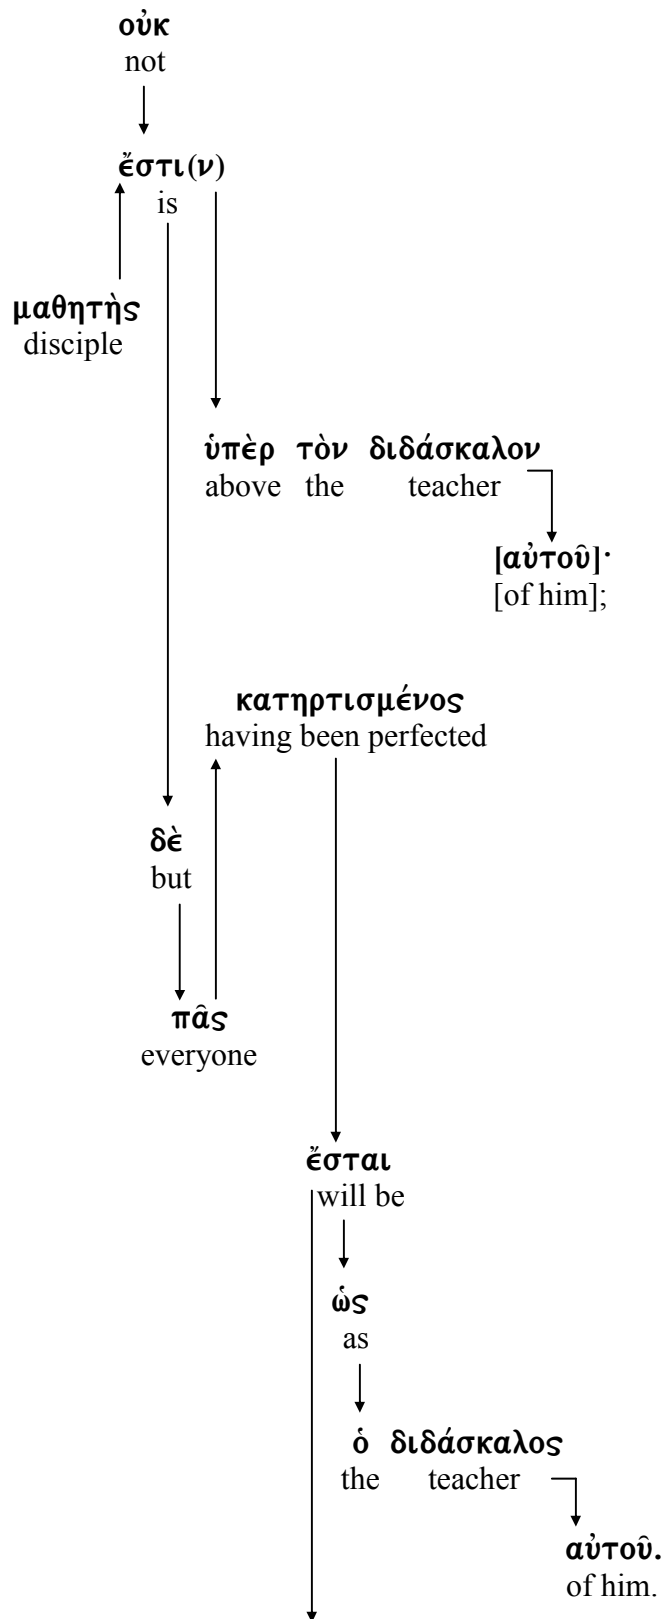 οὐκ
not
ἔστι(ν)
is
μαθητὴς
disciple
ὑπὲρ τὸν διδάσκαλον
above the teacher
[αὐτοῦ]·
[of him];
κατηρτισμένος
having been perfected
δὲ
but
πᾶς
everyone
ἔσται
will be
ὡς
as
ὁ διδάσκαλος
the teacher
αὐτοῦ.
of him.